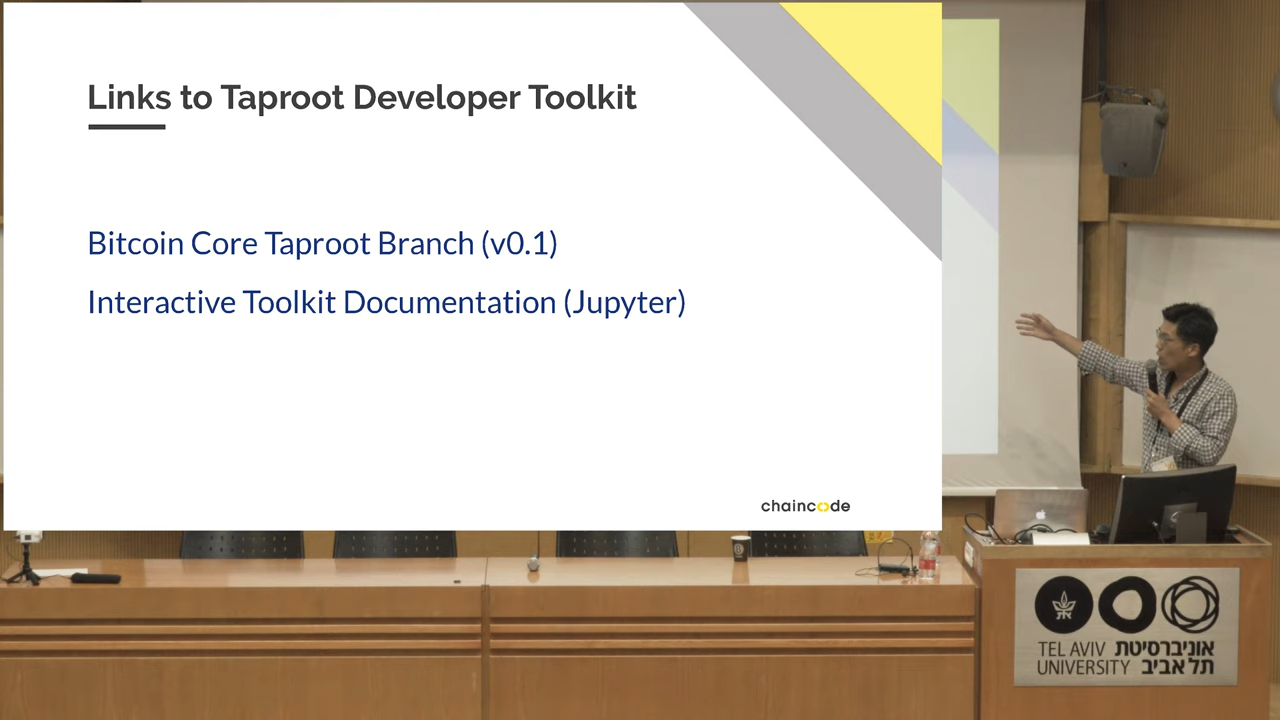 Links to Taproot Developer Toolkit
Bitcoin Core Taproot Branch (v0.1)
Interactive Toolkit Documentation (Jupyter)
chaincode
TEL AVIV אוניברסיטת
UNIVERSITY תל אביב